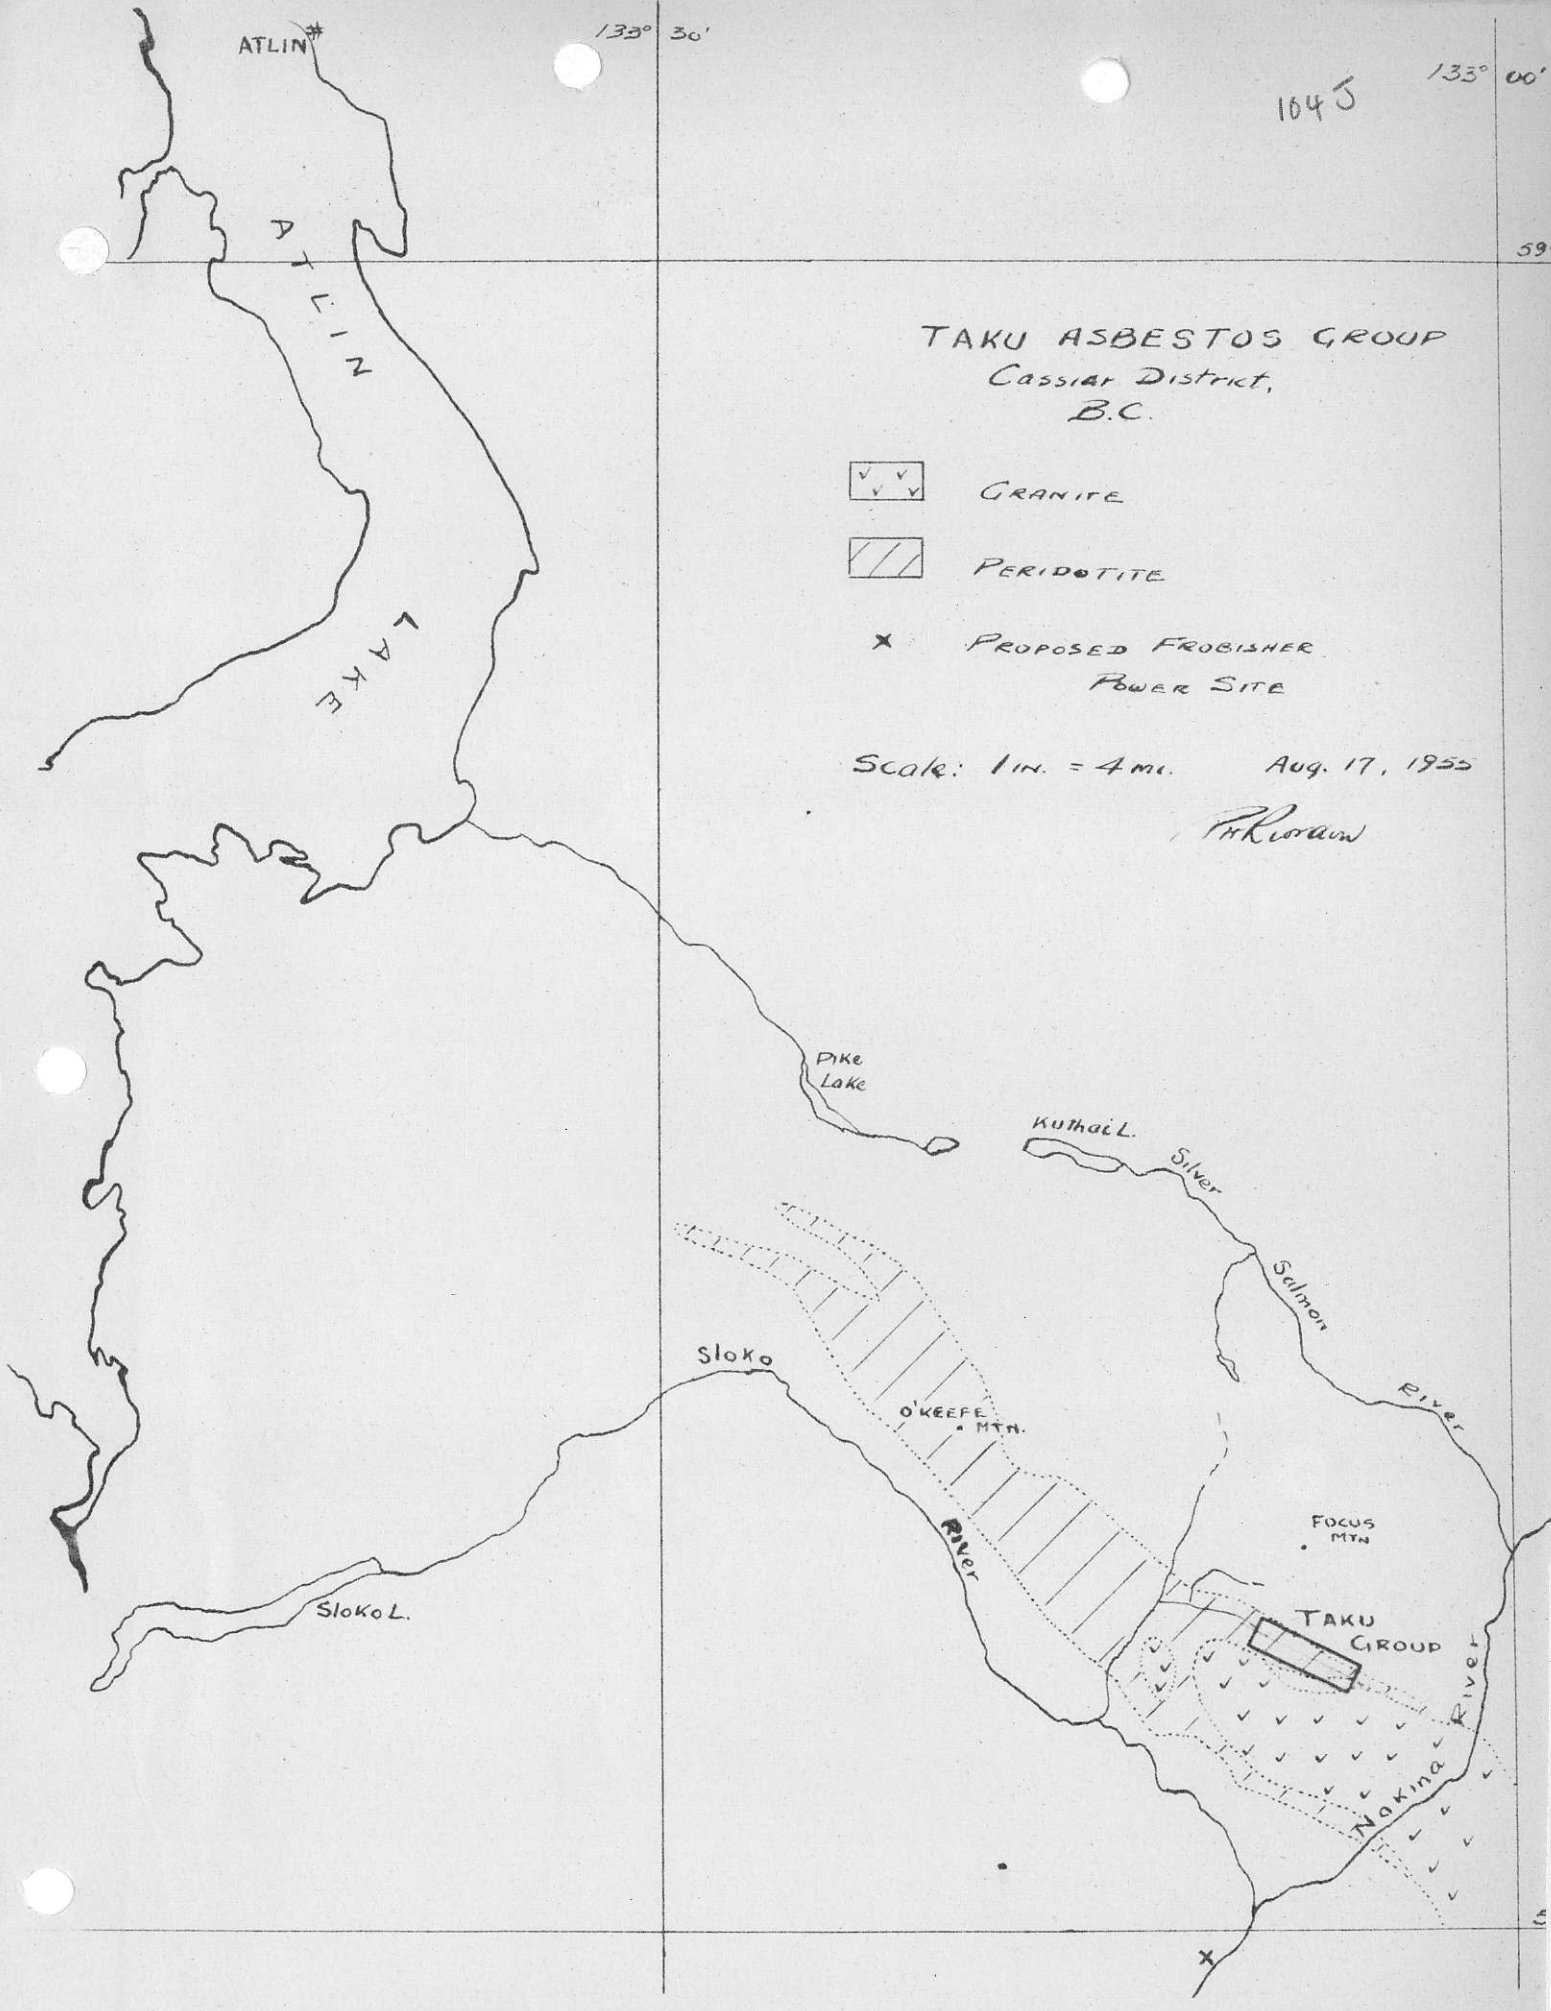 ATLIN
133° 30'
133° 00'
104 J
59
ATLIN
LAKE
TAKU ASBESTOS GROUP
Cassiar District,
B.C.
GRANITE
PERIDOTITE
x PROPOSED FROBISHER
POWER SITE
Scale: 1 IN. = 4 MI. Aug. 17, 1955
Pike
Lake
Kuthai L.
Silver
Salmon
River
Sloko
River
O'KEEFE
MTN.
FOCUS
MTN
Sloko L.
TAKU
GROUP
Nakina River
x